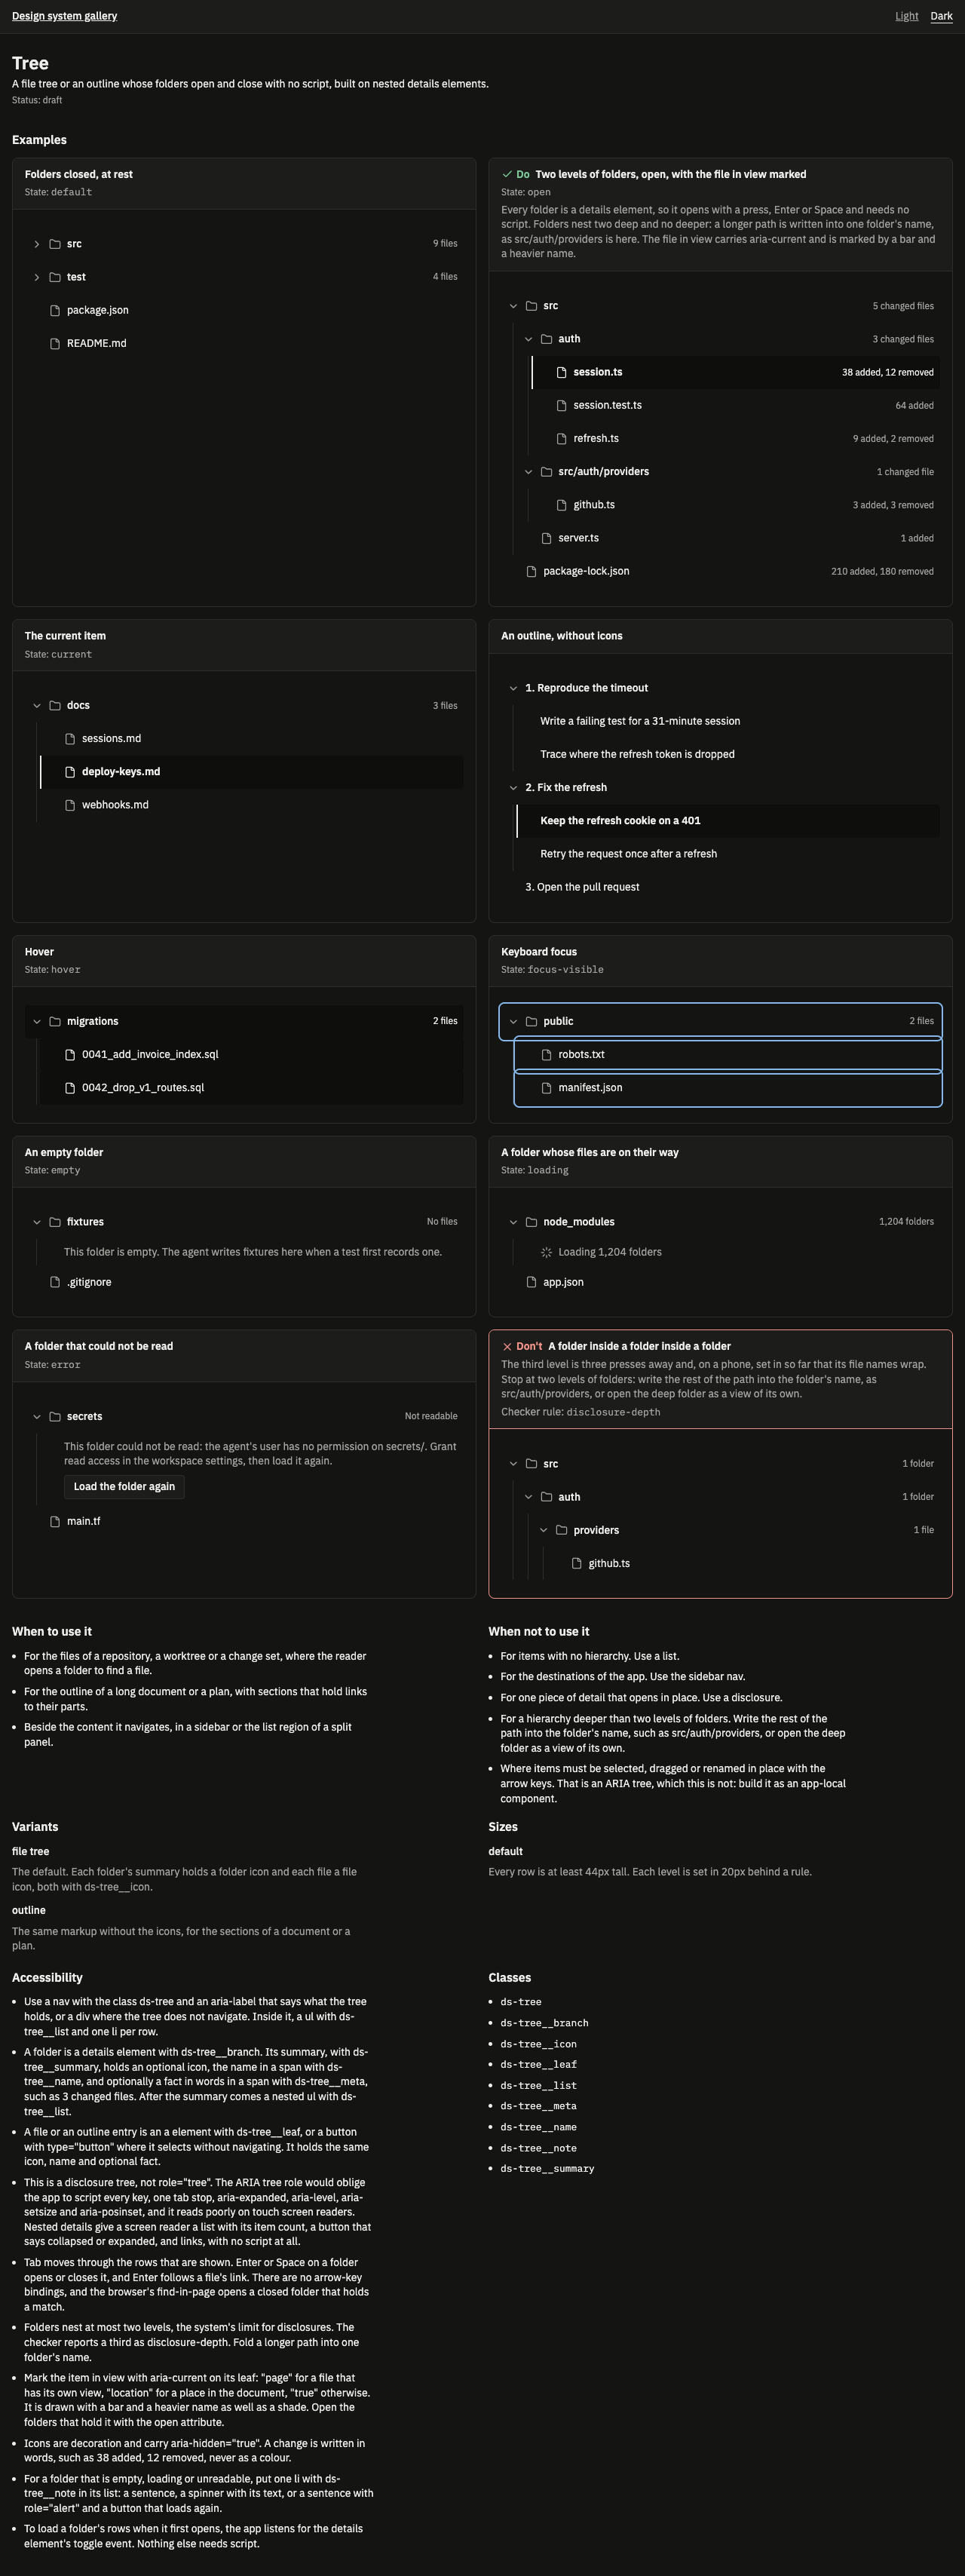 Design system gallery
Light
Dark
Tree
A file tree or an outline whose folders open and close with no script, built on nested details elements.
Status: draft
Examples
Folders closed, at rest
State: default
src
9 files
test
4 files
package.json
README.md
Do Two levels of folders, open, with the file in view marked
State: open
Every folder is a details element, so it opens with a press, Enter or Space and needs no
script. Folders nest two deep and no deeper: a longer path is written into one folder's name,
as src/auth/providers is here. The file in view carries aria-current and is marked by a bar and
a heavier name.
src
5 changed files
auth
3 changed files
session.ts
38 added, 12 removed
session.test.ts
64 added
refresh.ts
9 added, 2 removed
src/auth/providers
1 changed file
github.ts
3 added, 3 removed
server.ts
1 added
package-lock.json
210 added, 180 removed
The current item
State: current
docs
3 files
sessions.md
deploy-keys.md
webhooks.md
An outline, without icons
1. Reproduce the timeout
Write a failing test for a 31-minute session
Trace where the refresh token is dropped
2. Fix the refresh
Keep the refresh cookie on a 401
Retry the request once after a refresh
3. Open the pull request
Hover
State: hover
migrations
2 files
0041_add_invoice_index.sql
0042_drop_v1_routes.sql
Keyboard focus
State: focus-visible
public
2 files
robots.txt
manifest.json
An empty folder
State: empty
fixtures
No files
This folder is empty. The agent writes fixtures here when a test first records one.
.gitignore
A folder whose files are on their way
State: loading
node_modules
1,204 folders
Loading 1,204 folders
app.json
A folder that could not be read
State: error
secrets
Not readable
This folder could not be read: the agent's user has no permission on secrets/. Grant
read access in the workspace settings, then load it again.
Load the folder again
main.tf
Don't A folder inside a folder inside a folder
The third level is three presses away and, on a phone, set in so far that its file names wrap.
Stop at two levels of folders: write the rest of the path into the folder's name, as
src/auth/providers, or open the deep folder as a view of its own.
Checker rule: disclosure-depth
src
1 folder
auth
1 folder
providers
1 file
github.ts
When to use it
For the files of a repository, a worktree or a change set, where the reader
opens a folder to find a file.
For the outline of a long document or a plan, with sections that hold links
to their parts.
Beside the content it navigates, in a sidebar or the list region of a split
panel.
When not to use it
For items with no hierarchy. Use a list.
For the destinations of the app. Use the sidebar nav.
For one piece of detail that opens in place. Use a disclosure.
For a hierarchy deeper than two levels of folders. Write the rest of the
path into the folder's name, such as src/auth/providers, or open the deep
folder as a view of its own.
Where items must be selected, dragged or renamed in place with the
arrow keys. That is an ARIA tree, which this is not: build it as an app-local
component.
Variants
file tree
The default. Each folder's summary holds a folder icon and each file a file
icon, both with ds-tree__icon.
outline
The same markup without the icons, for the sections of a document or a
plan.
Sizes
default
Every row is at least 44px tall. Each level is set in 20px behind a rule.
Accessibility
Use a nav with the class ds-tree and an aria-label that says what the tree
holds, or a div where the tree does not navigate. Inside it, a ul with ds-
tree__list and one li per row.
A folder is a details element with ds-tree__branch. Its summary, with ds-
tree__summary, holds an optional icon, the name in a span with ds-
tree__name, and optionally a fact in words in a span with ds-tree__meta,
such as 3 changed files. After the summary comes a nested ul with ds-
tree__list.
A file or an outline entry is an a element with ds-tree__leaf, or a button
with type="button" where it selects without navigating. It holds the same
icon, name and optional fact.
This is a disclosure tree, not role="tree". The ARIA tree role would oblige
the app to script every key, one tab stop, aria-expanded, aria-level, aria-
setsize and aria-posinset, and it reads poorly on touch screen readers.
Nested details give a screen reader a list with its item count, a button that
says collapsed or expanded, and links, with no script at all.
Tab moves through the rows that are shown. Enter or Space on a folder
opens or closes it, and Enter follows a file's link. There are no arrow-key
bindings, and the browser's find-in-page opens a closed folder that holds
a match.
Folders nest at most two levels, the system's limit for disclosures. The
checker reports a third as disclosure-depth. Fold a longer path into one
folder's name.
Mark the item in view with aria-current on its leaf: "page" for a file that
has its own view, "location" for a place in the document, "true" otherwise.
It is drawn with a bar and a heavier name as well as a shade. Open the
folders that hold it with the open attribute.
Icons are decoration and carry aria-hidden="true". A change is written in
words, such as 38 added, 12 removed, never as a colour.
For a folder that is empty, loading or unreadable, put one li with ds-
tree__note in its list: a sentence, a spinner with its text, or a sentence with
role="alert" and a button that loads again.
To load a folder's rows when it first opens, the app listens for the details
element's toggle event. Nothing else needs script.
Classes
ds-tree
ds-tree__branch
ds-tree__icon
ds-tree__leaf
ds-tree__list
ds-tree__meta
ds-tree__name
ds-tree__note
ds-tree__summary